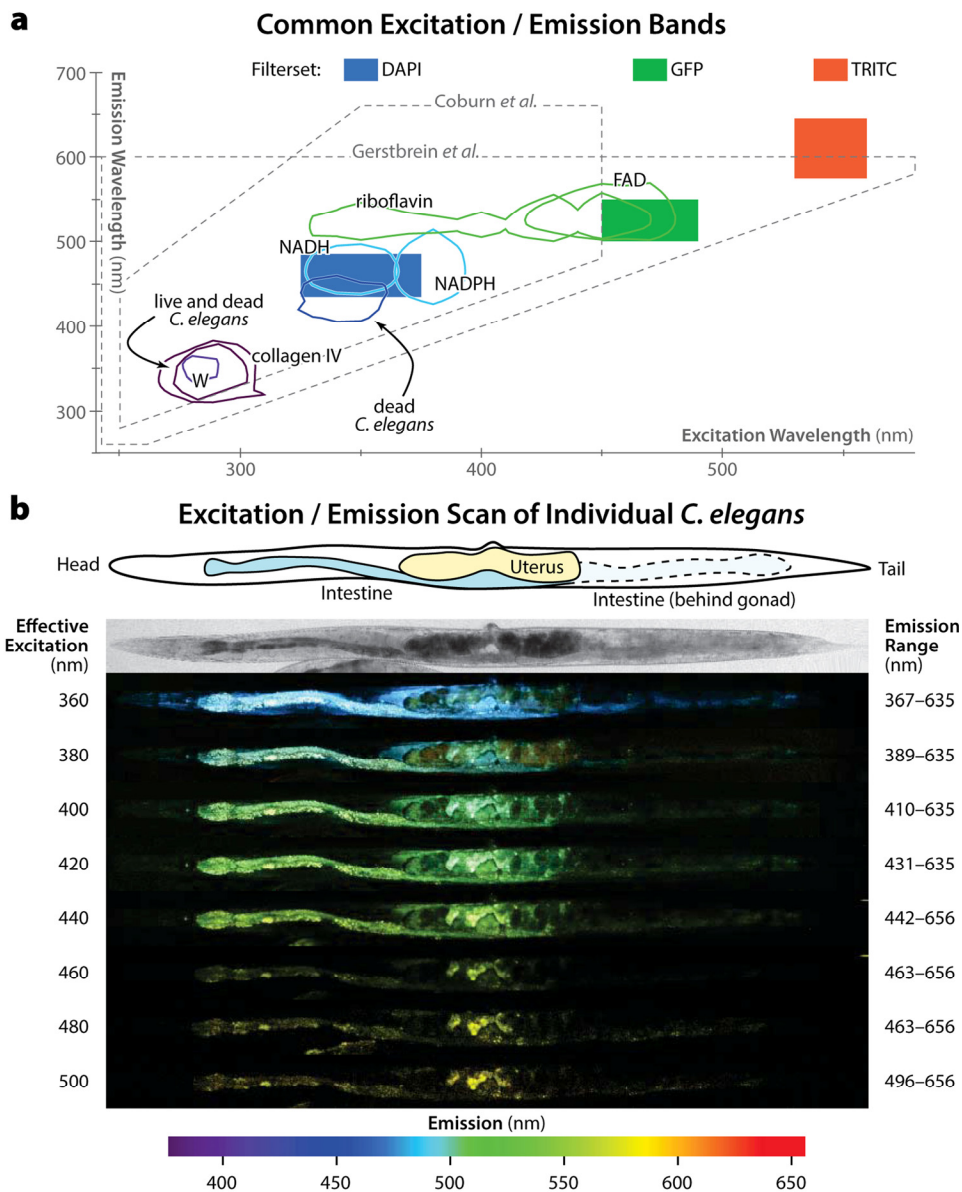 a
Common Excitation / Emission Bands
Filterset: DAPI GFP TRITC
700
600
500
400
300
Emission Wavelength (nm)
Coburn et al.
Gerstbrein et al.
FAD
riboflavin
NADH
NADPH
live and dead
C. elegans
collagen IV
W
dead
C. elegans
Excitation Wavelength (nm)
300 400 500
b
Excitation / Emission Scan of Individual C. elegans
Head
Uterus
Tail
Intestine
Intestine (behind gonad)
Effective
Excitation
(nm)
Emission
Range
(nm)
360 367–635
380 389–635
400 410–635
420 431–635
440 442–656
460 463–656
480 463–656
500 496–656
Emission (nm)
400 450 500 550 600 650